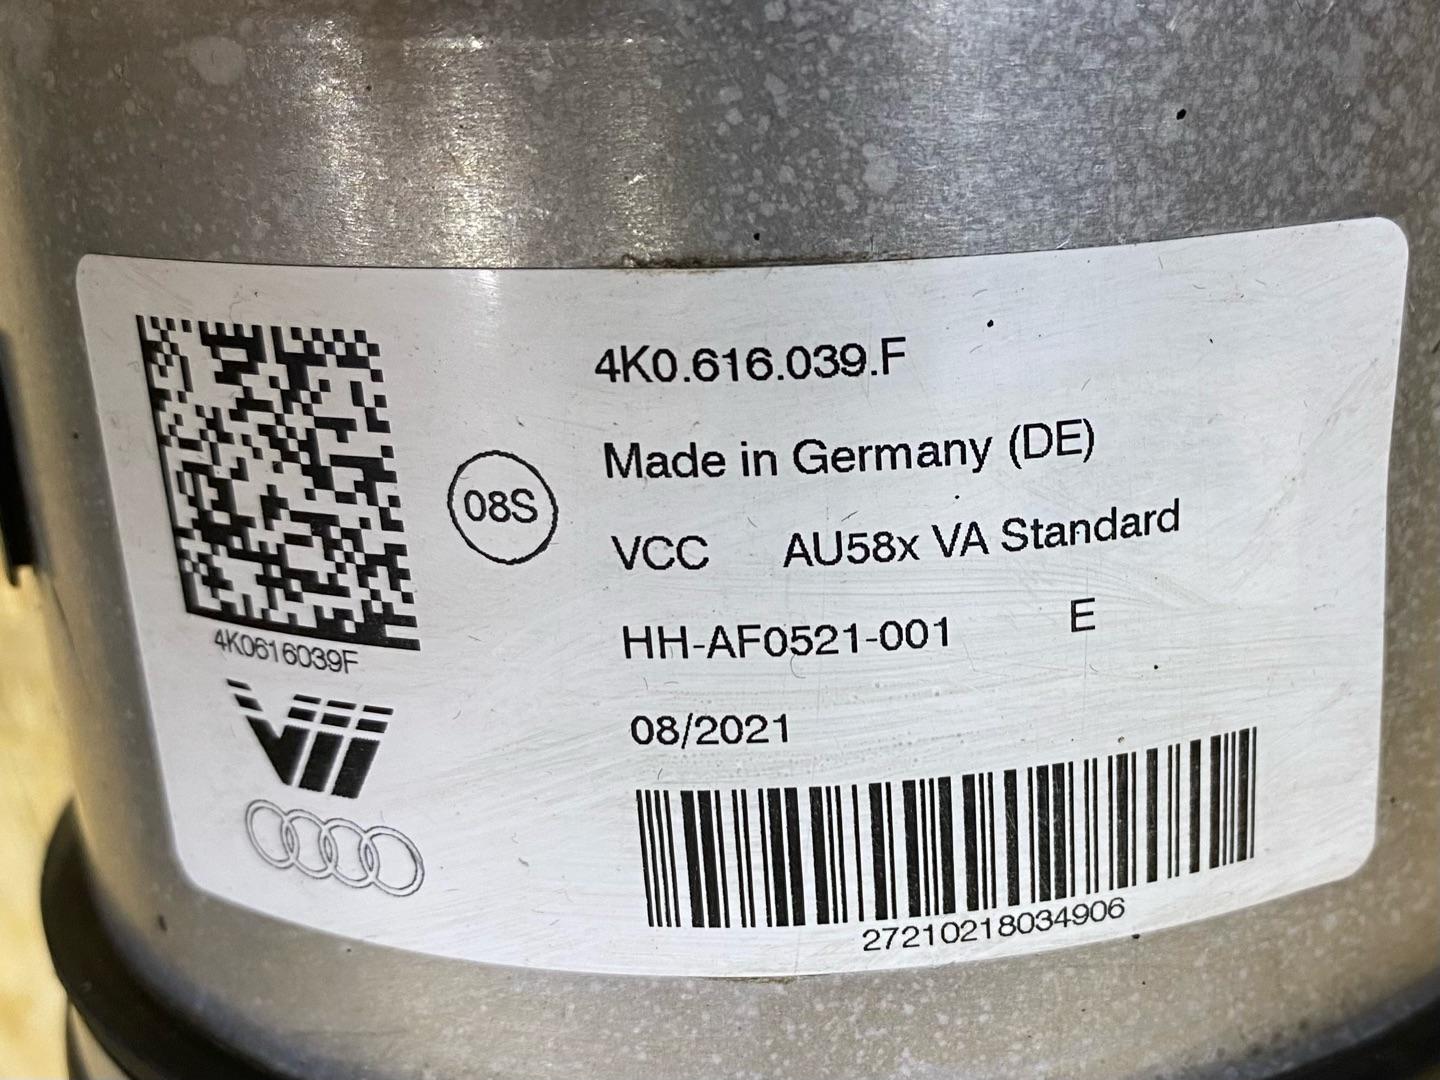 4K0.616.039.F
Made in Germany (DE)
08S
VCC AU58x VA Standard
HH-AF0521-001 E
4K0616039F
08/2021
27210218034906